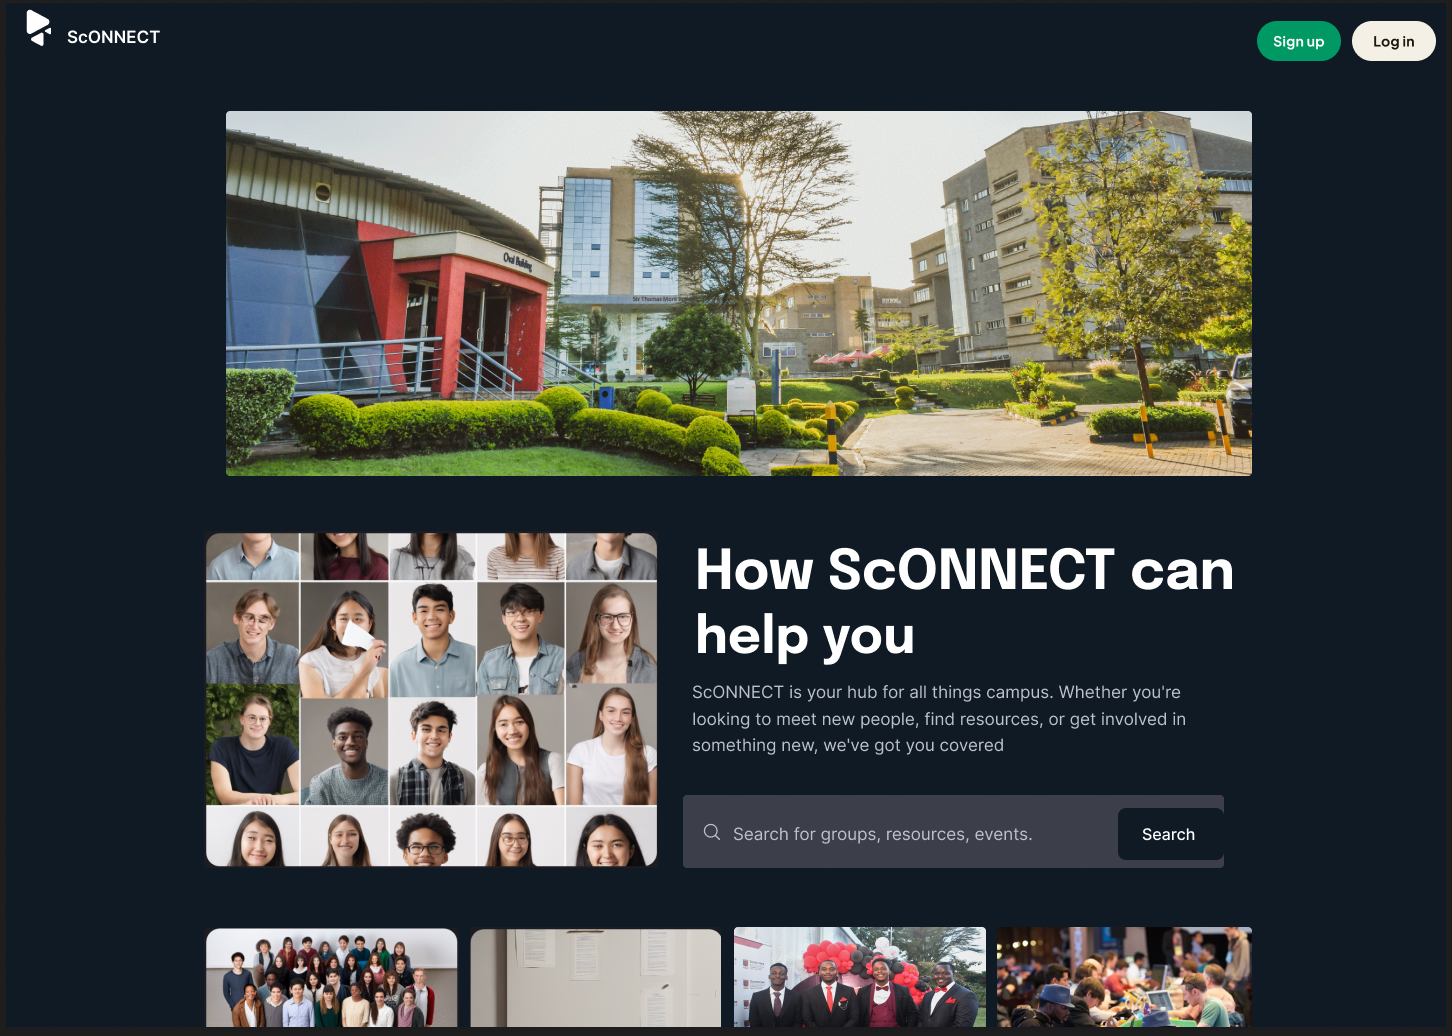 ScONNECT
Sign up
Log in
Oval Building
Sir Thomas More
How ScONNECT can
help you
ScONNECT is your hub for all things campus. Whether you're
looking to meet new people, find resources, or get involved in
something new, we've got you covered
Search for groups, resources, events.
Search